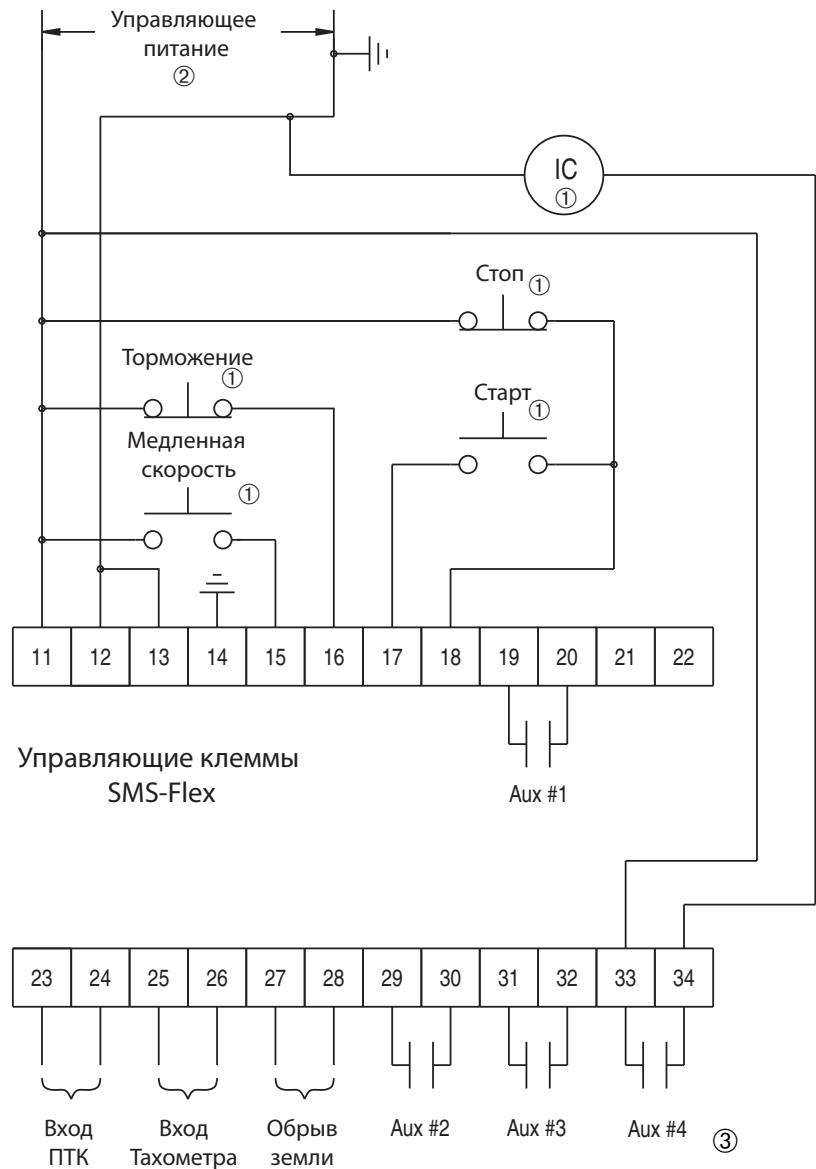 Управляющее
питание
②
IC
①
Стоп ①
Торможение
①
Старт ①
Медленная
скорость
①
11 12 13 14 15 16 17 18 19 20 21 22
Управляющие клеммы
SMS-Flex
Aux #1
23 24 25 26 27 28 29 30 31 32 33 34
Вход
ПТК
Вход
Тахометра
Обрыв
земли
Aux #2
Aux #3
Aux #4
③